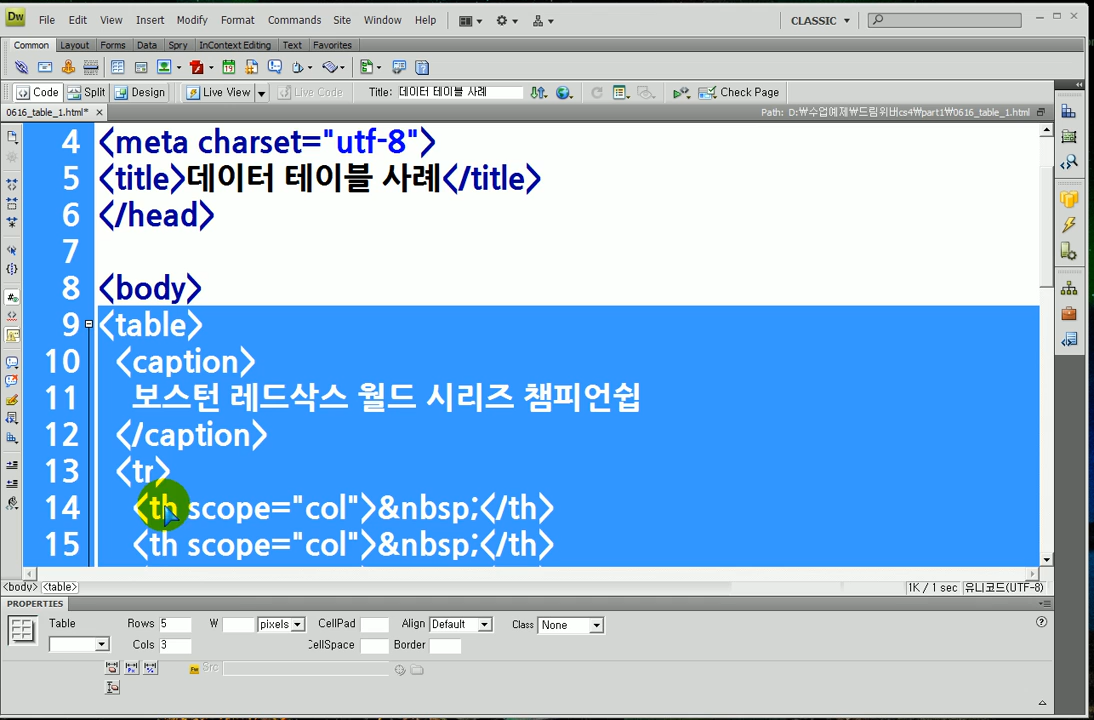 Dw File Edit View Insert Modify Format Commands Site Window Help CLASSIC
Common Layout Forms Data Spry InContext Editing Text Favorites
Code Split Design Live View Live Code Title: 데이터 테이블 사례 Check Page
0616_table_1.html* Path: D:₩수업예제₩드림위버cs4₩part1₩0616_table_1.html
4 <meta charset="utf-8">
5 <title>데이터 테이블 사례</title>
6 </head>
7
8 <body>
9 <table>
10 <caption>
11 보스턴 레드삭스 월드 시리즈 챔피언쉽
12 </caption>
13 <tr>
14 <th scope="col">&nbsp;</th>
15 <th scope="col">&nbsp;</th>
<body> <table> 1K / 1 sec 유니코드(UTF-8)
PROPERTIES
Table Rows 5 W pixels CellPad Align Default Class None
Cols 3 CellSpace Border
Src